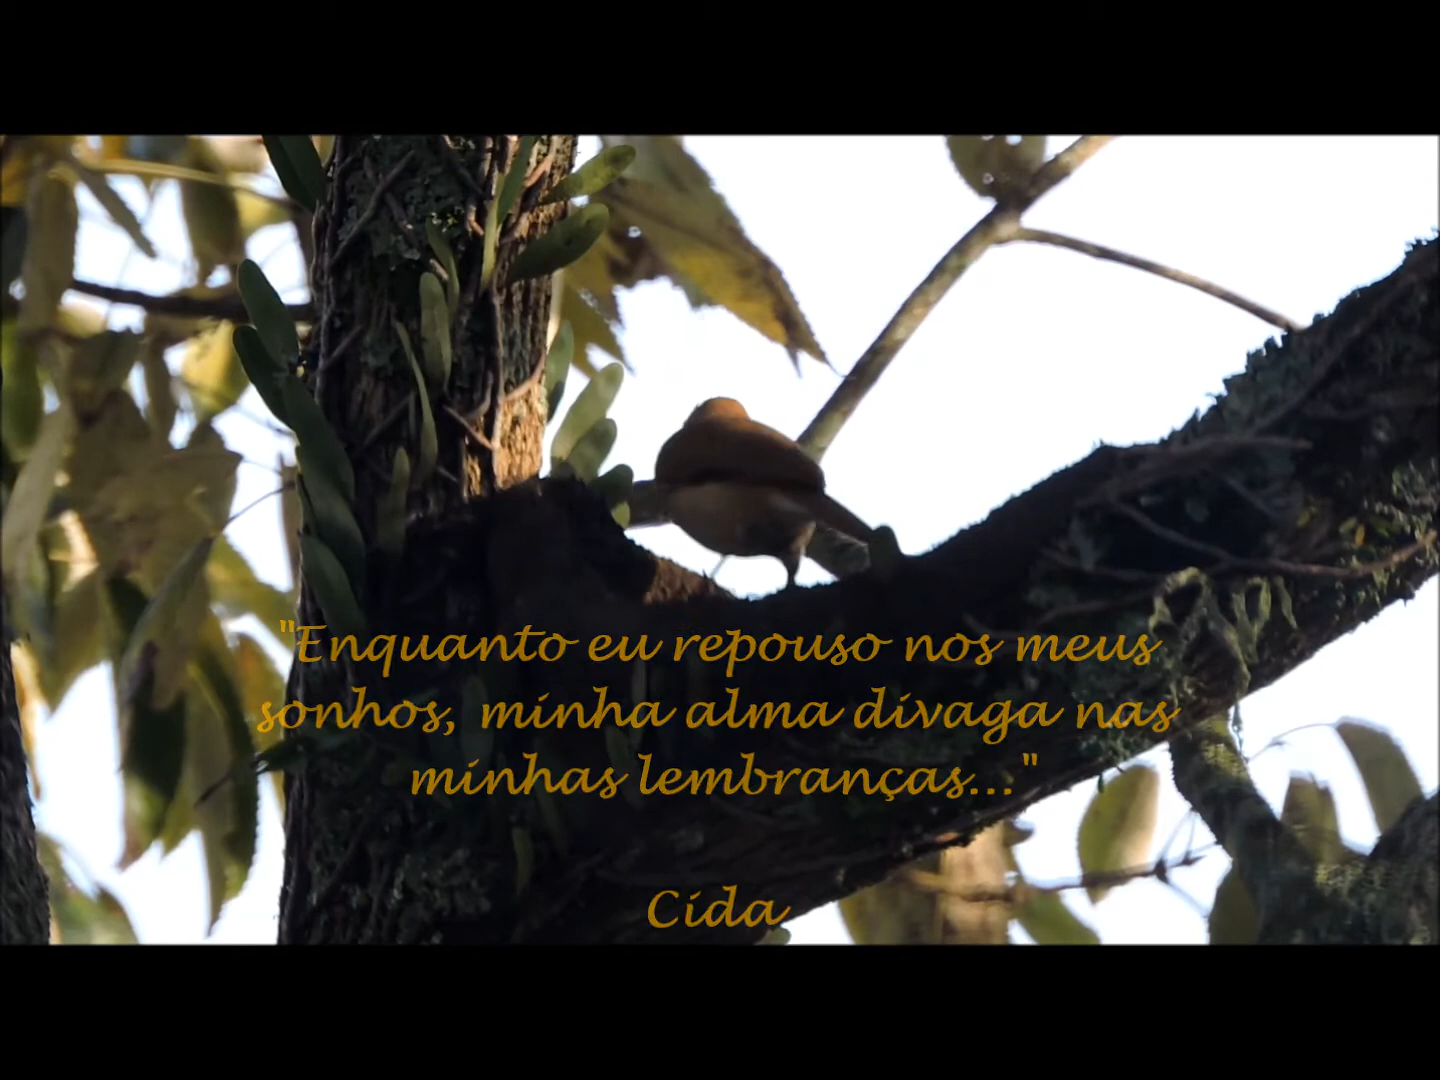 "Enquanto eu repouso nos meus
sonhos, minha alma divaga nas
minhas lembranças..."
Cida